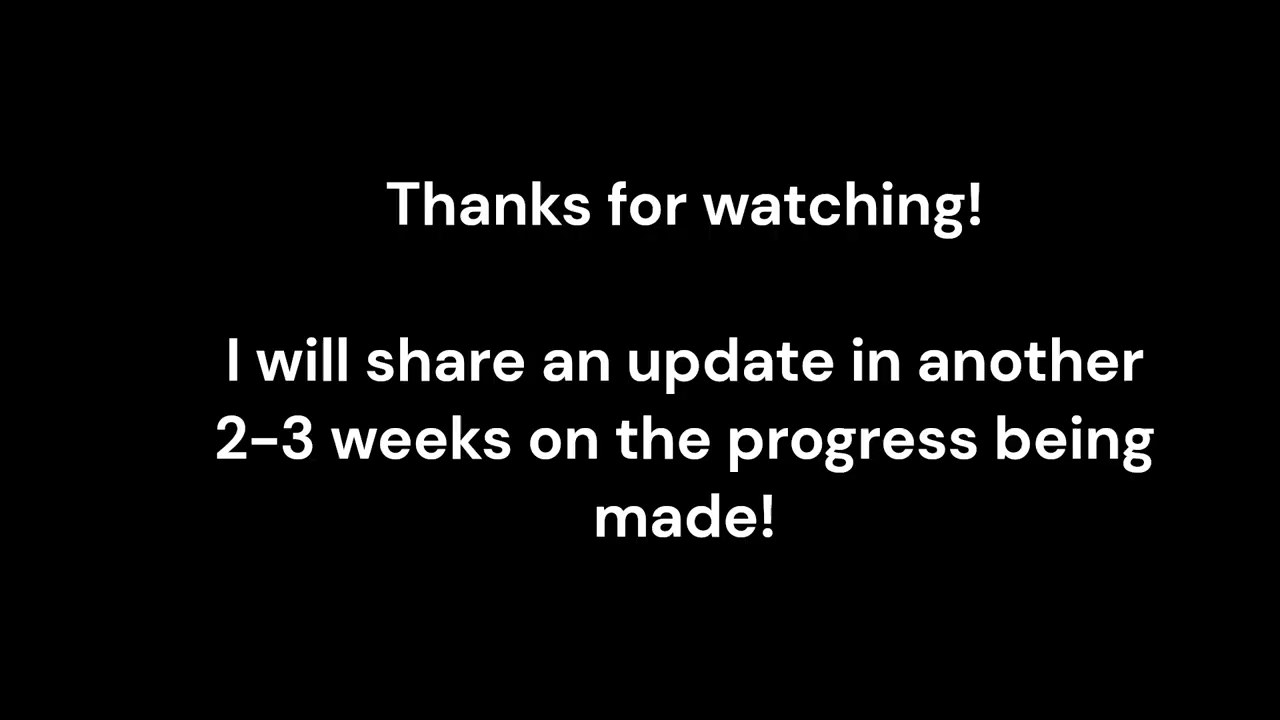 Thanks for watching!
I will share an update in another
2–3 weeks on the progress being
made!